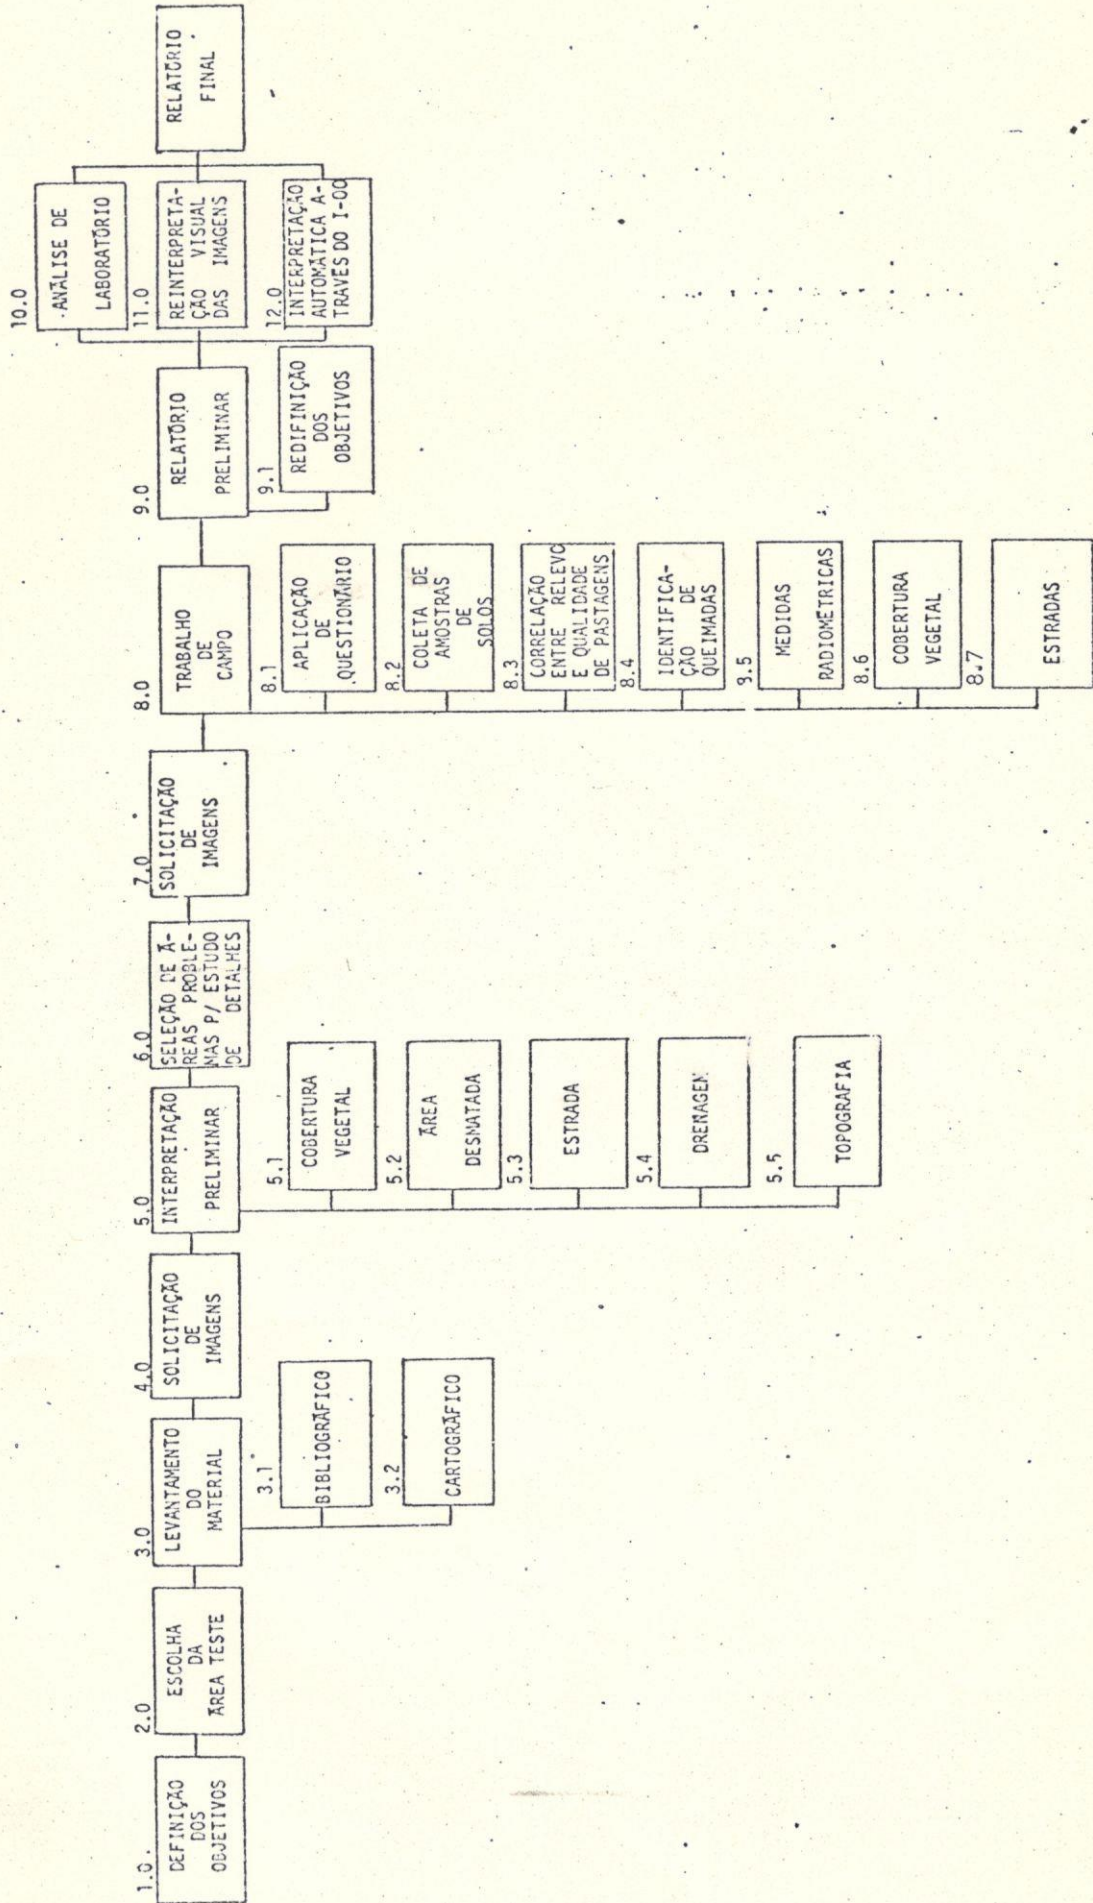 1.0.
DEFINIÇÃO
DOS
OBJETIVOS
2.0
ESCOLHA
DA
ÁREA TESTE
3.0
LEVANTAMENTO
DO
MATERIAL
3.1
BIBLIOGRÁFICO
3.2
CARTOGRÁFICO
4.0
SOLICITAÇÃO
DE
IMAGENS
5.0
INTERPRETAÇÃO
PRELIMINAR
5.1
COBERTURA
VEGETAL
5.2
ÁREA
DESMATADA
5.3
ESTRADA
5.4
DRENAGEM
5.5
TOPOGRAFIA
6.0
SELEÇÃO DE Á-
REAS PROBLE-
MAS P/ ESTUDO
DE DETALHES
7.0
SOLICITAÇÃO
DE
IMAGENS
8.0
TRABALHO
DE
CAMPO
8.1
APLICAÇÃO
DE
QUESTIONÁRIO
8.2
COLETA DE
AMOSTRAS
DE
SOLOS
8.3
CORRELAÇÃO
ENTRE RELEVO
E QUALIDADE
DE PASTAGENS
8.4
IDENTIFICA-
ÇÃO DE
QUEIMADAS
8.5
MEDIDAS
RADIOMÉTRICAS
8.6
COBERTURA
VEGETAL
8.7
ESTRADAS
9.0
RELATÓRIO
PRELIMINAR
9.1
REDIFINIÇÃO
DOS
OBJETIVOS
10.0
ANÁLISE DE
LABORATÓRIO
11.0
REINTERPRETA-
ÇÃO VISUAL
DAS IMAGENS
12.0
INTERPRETAÇÃO
AUTOMÁTICA A-
TRAVÉS DO I-OO
RELATÓRIO
FINAL